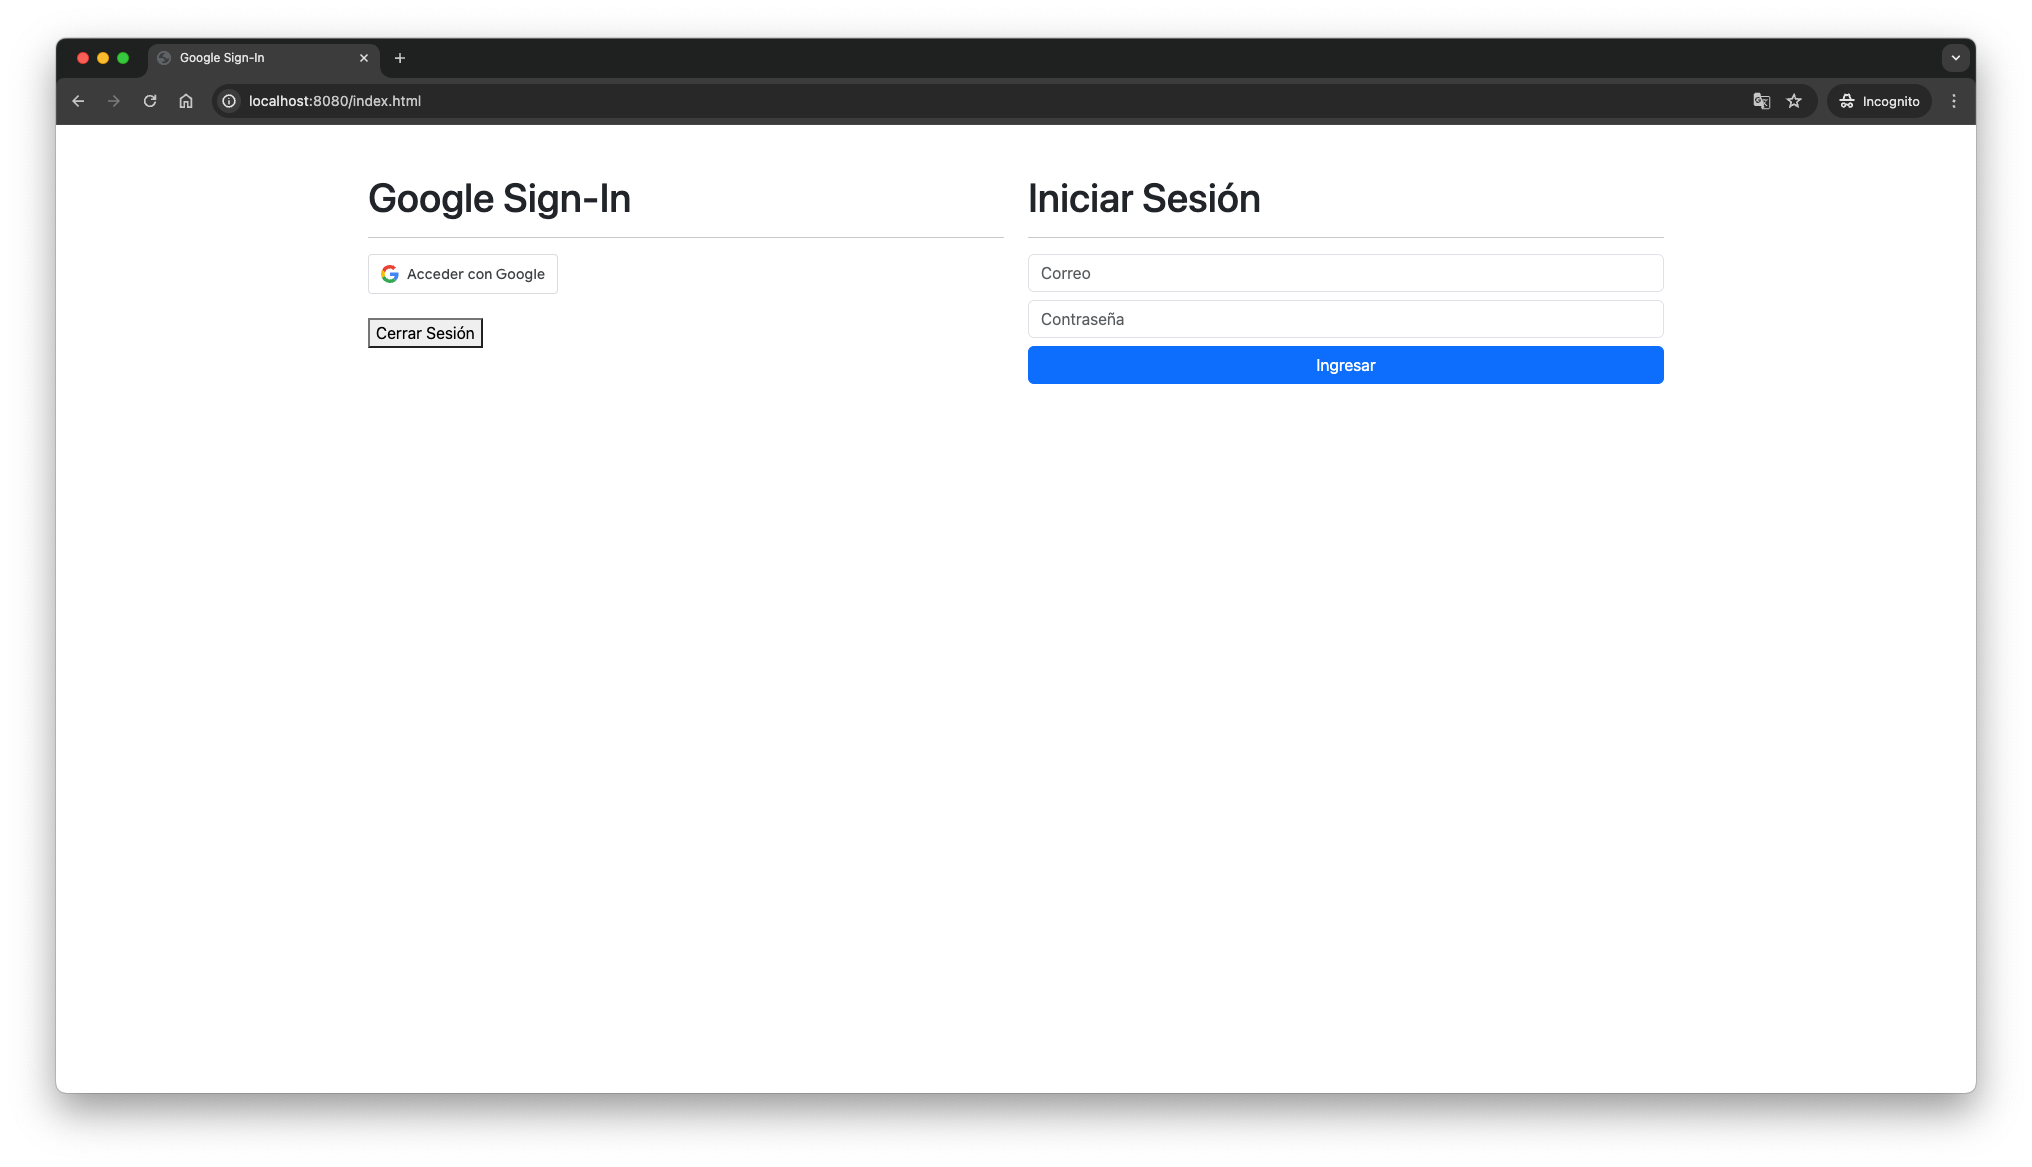 Google Sign-In
localhost:8080/index.html
Incognito
Google Sign-In
Acceder con Google
Cerrar Sesión
Iniciar Sesión
Correo
Contraseña
Ingresar